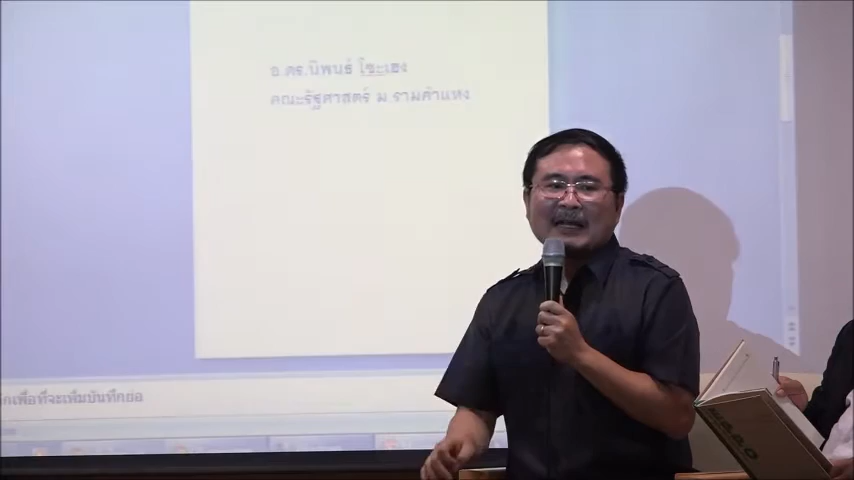 อ.ดร.นิพนธ์ โซะเฮง
คณะรัฐศาสตร์ ม.รามคำแหง
กเพื่อที่จะเพิ่มบันทึกย่อ